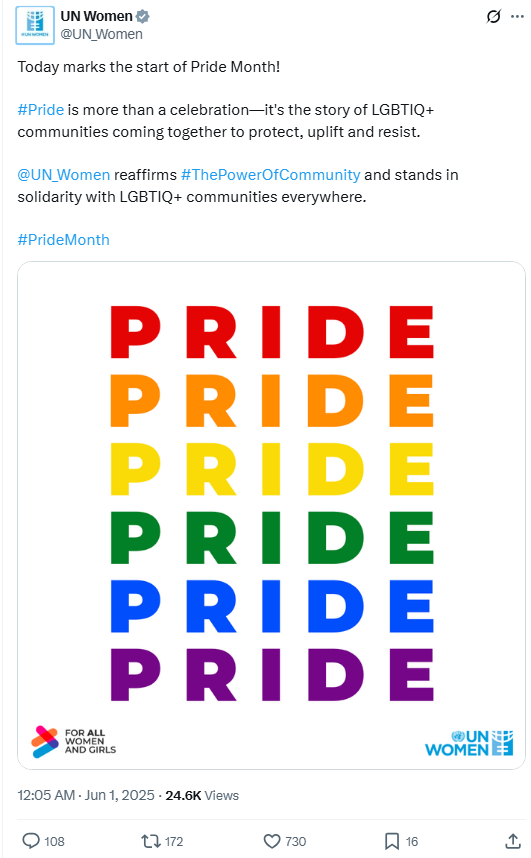 UN Women
@UN_Women
Today marks the start of Pride Month!
#Pride is more than a celebration—it's the story of LGBTIQ+
communities coming together to protect, uplift and resist.
@UN_Women reaffirms #ThePowerOfCommunity and stands in
solidarity with LGBTIQ+ communities everywhere.
#PrideMonth
PRIDE
PRIDE
PRIDE
PRIDE
PRIDE
PRIDE
FOR ALL
WOMEN
AND GIRLS
UN
WOMEN
12:05 AM · Jun 1, 2025 · 24.6K Views
108 172 730 16